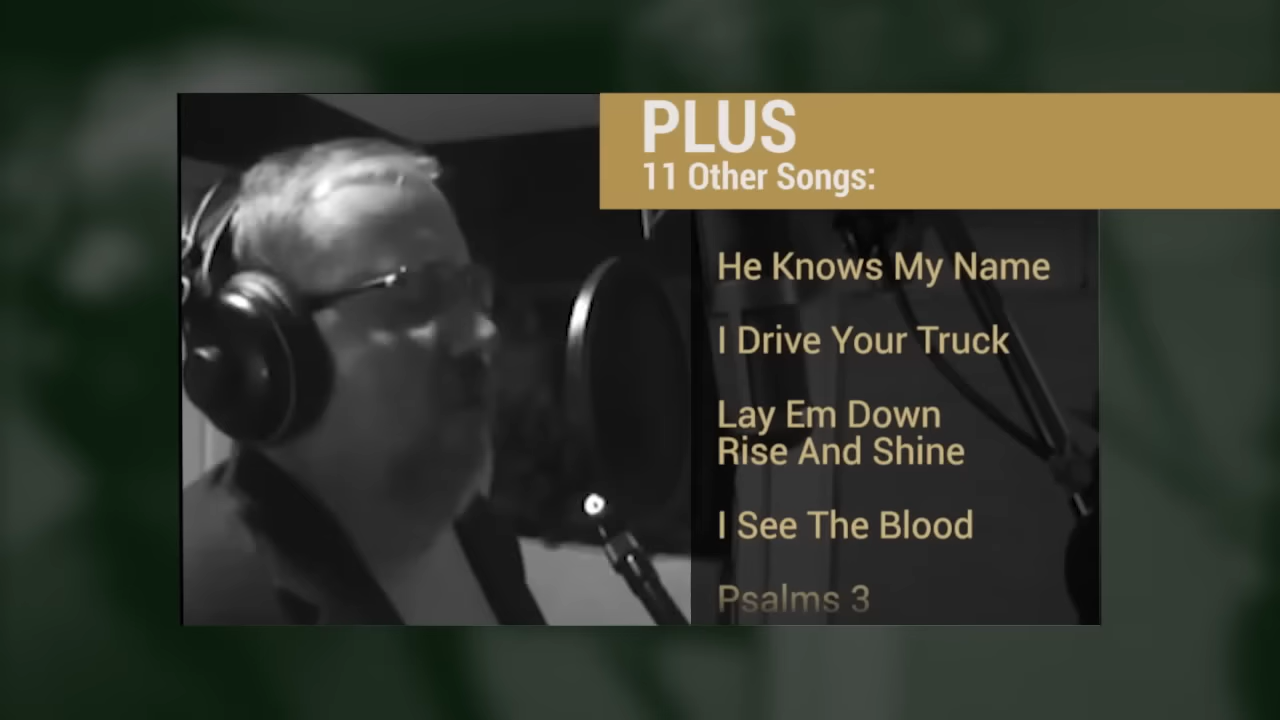 PLUS
11 Other Songs:
He Knows My Name
I Drive Your Truck
Lay Em Down
Rise And Shine
I See The Blood
Psalms 3